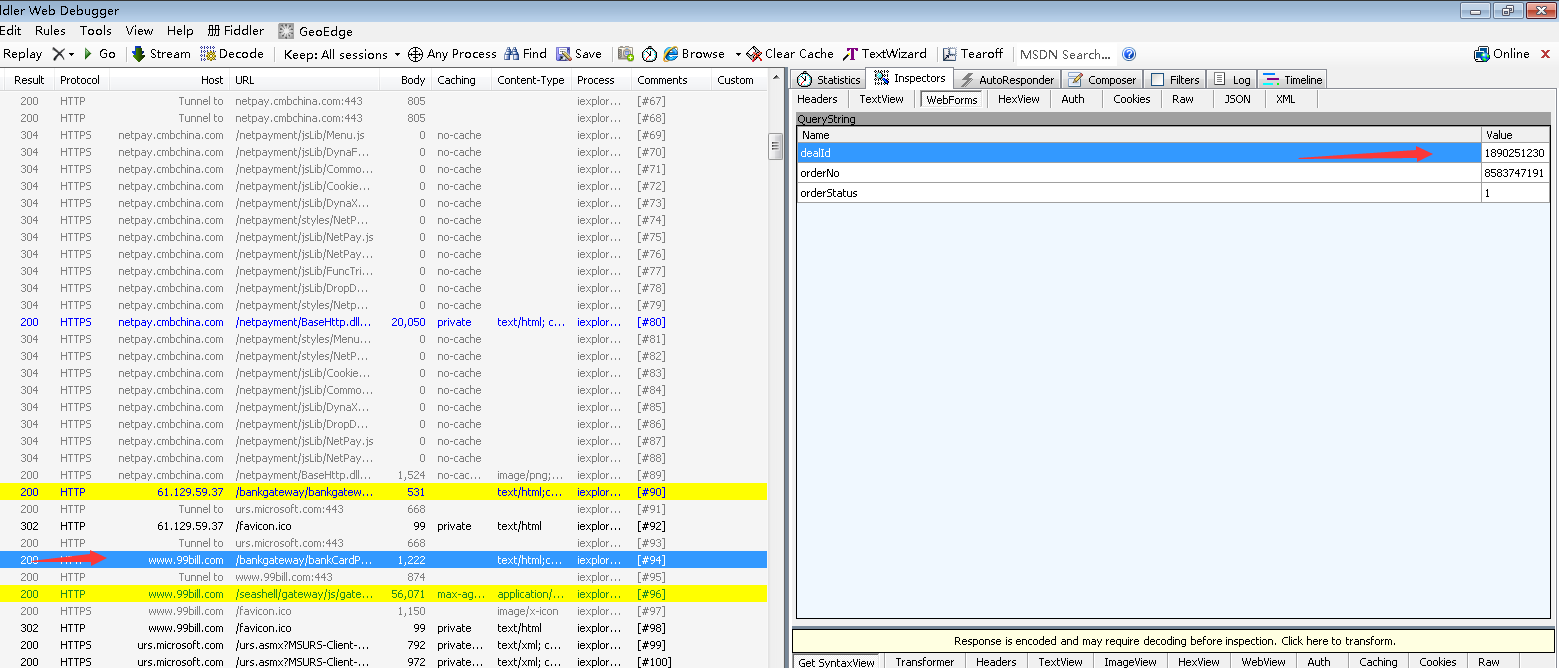 ddler Web Debugger
Edit Rules Tools View Help Fiddler GeoEdge
Replay Go Stream Decode Keep: All sessions Any Process Find Save Browse Clear Cache TextWizard Tearoff MSDN Search... Online
Result Protocol Host URL Body Caching Content-Type Process Comments Custom
200 HTTP Tunnel to netpay.cmbchina.com:443 805 iexplor... [#67]
200 HTTP Tunnel to netpay.cmbchina.com:443 805 iexplor... [#68]
304 HTTPS netpay.cmbchina.com /netpayment/jsLib/Menu.js 0 no-cache iexplor... [#69]
304 HTTPS netpay.cmbchina.com /netpayment/jsLib/DynaF... 0 no-cache iexplor... [#70]
304 HTTPS netpay.cmbchina.com /netpayment/jsLib/Commo... 0 no-cache iexplor... [#71]
304 HTTPS netpay.cmbchina.com /netpayment/jsLib/Cookie... 0 no-cache iexplor... [#72]
304 HTTPS netpay.cmbchina.com /netpayment/jsLib/DynaX... 0 no-cache iexplor... [#73]
304 HTTPS netpay.cmbchina.com /netpayment/styles/NetP... 0 no-cache iexplor... [#74]
304 HTTPS netpay.cmbchina.com /netpayment/jsLib/NetPay.js 0 no-cache iexplor... [#75]
304 HTTPS netpay.cmbchina.com /netpayment/jsLib/NetPay... 0 no-cache iexplor... [#76]
304 HTTPS netpay.cmbchina.com /netpayment/jsLib/FuncTri... 0 no-cache iexplor... [#77]
304 HTTPS netpay.cmbchina.com /netpayment/jsLib/DropD... 0 no-cache iexplor... [#78]
304 HTTPS netpay.cmbchina.com /netpayment/styles/Netp... 0 no-cache iexplor... [#79]
200 HTTPS netpay.cmbchina.com /netpayment/BaseHttp.dll... 20,050 private text/html; c... iexplor... [#80]
304 HTTPS netpay.cmbchina.com /netpayment/styles/Menu... 0 no-cache iexplor... [#81]
304 HTTPS netpay.cmbchina.com /netpayment/styles/NetP... 0 no-cache iexplor... [#82]
304 HTTPS netpay.cmbchina.com /netpayment/jsLib/Cookie... 0 no-cache iexplor... [#83]
304 HTTPS netpay.cmbchina.com /netpayment/jsLib/Commo... 0 no-cache iexplor... [#84]
304 HTTPS netpay.cmbchina.com /netpayment/jsLib/DynaX... 0 no-cache iexplor... [#85]
304 HTTPS netpay.cmbchina.com /netpayment/jsLib/DropD... 0 no-cache iexplor... [#86]
304 HTTPS netpay.cmbchina.com /netpayment/jsLib/NetPay.js 0 no-cache iexplor... [#87]
304 HTTPS netpay.cmbchina.com /netpayment/jsLib/NetPay... 0 no-cache iexplor... [#88]
200 HTTPS netpay.cmbchina.com /netpayment/BaseHttp.dll... 1,524 no-cac... image/png;... iexplor... [#89]
200 HTTP 61.129.59.37 /bankgateway/bankgatew... 531 text/html;c... iexplor... [#90]
200 HTTP Tunnel to urs.microsoft.com:443 668 iexplor... [#91]
302 HTTP 61.129.59.37 /favicon.ico 99 private text/html iexplor... [#92]
200 HTTP Tunnel to urs.microsoft.com:443 668 iexplor... [#93]
200 HTTP www.99bill.com /bankgateway/bankCardP... 1,222 text/html;c... iexplor... [#94]
200 HTTP Tunnel to www.99bill.com:443 874 iexplor... [#95]
200 HTTP www.99bill.com /seashell/gateway/js/gate... 56,071 max-ag... application/... iexplor... [#96]
200 HTTPS www.99bill.com /favicon.ico 1,150 image/x-icon iexplor... [#97]
302 HTTP www.99bill.com /favicon.ico 99 private text/html iexplor... [#98]
200 HTTPS urs.microsoft.com /urs.asmx?MSURS-Client-... 792 private... text/xml; c... iexplor... [#99]
200 HTTPS urs.microsoft.com /urs.asmx?MSURS-Client-... 972 private... text/xml; c... iexplor... [#100]
Statistics Inspectors AutoResponder Composer Filters Log Timeline
Headers TextView WebForms HexView Auth Cookies Raw JSON XML
QueryString
Name Value
dealId 1890251230
orderNo 8583747191
orderStatus 1
Response is encoded and may require decoding before inspection. Click here to transform.
Get SyntaxView Transformer Headers TextView ImageView HexView WebView Auth Caching Cookies Raw